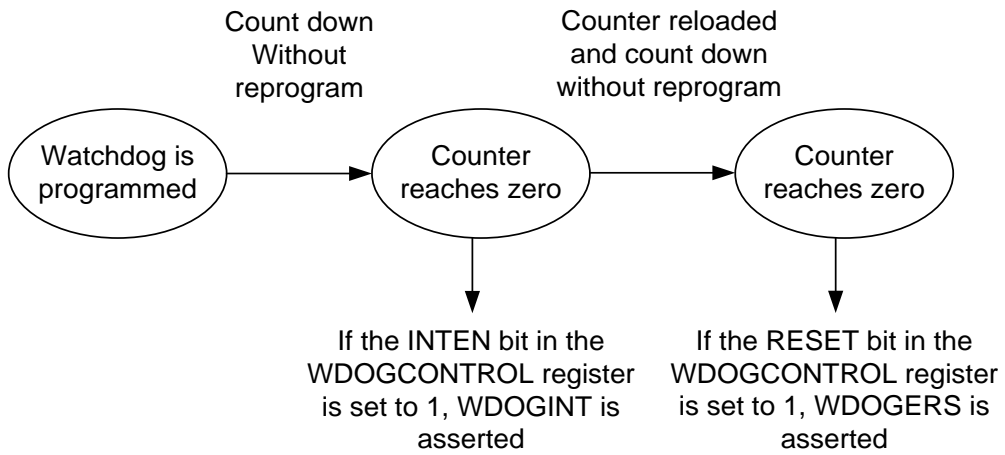 Count down
Without
reprogram
Counter reloaded
and count down
without reprogram
Watchdog is
programmed
Counter
reaches zero
Counter
reaches zero
If the INTEN bit in the
WDOGCONTROL register
is set to 1, WDOGINT is
asserted
If the RESET bit in the
WDOGCONTROL register
is set to 1, WDOGERS is
asserted